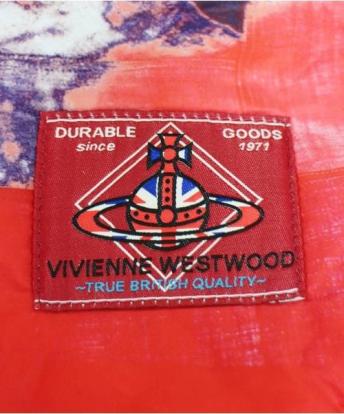 DURABLE GOODS
since 1971
VIVIENNE WESTWOOD
~TRUE BRITISH QUALITY~